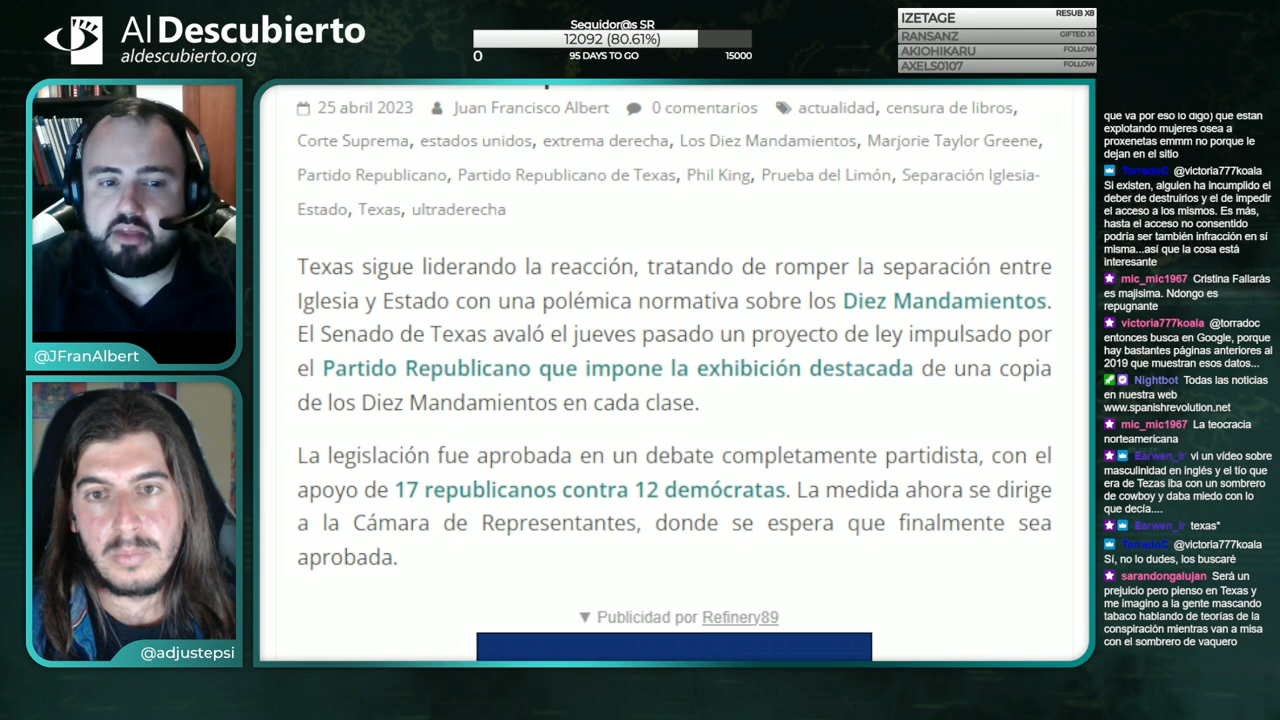 Al Descubierto
aldescubierto.org
Seguidor@s SR
12092 (80.61%)
0
95 DAYS TO GO
15000
IZETAGE RESUB X8
RANSANZ GIFTED X1
AKIOHIKARU FOLLOW
AXELS0107 FOLLOW
@JFranAlbert
@adjustepsi
25 abril 2023 Juan Francisco Albert 0 comentarios actualidad, censura de libros,
Corte Suprema, estados unidos, extrema derecha, Los Diez Mandamientos, Marjorie Taylor Greene,
Partido Republicano, Partido Republicano de Texas, Phil King, Prueba del Limón, Separación Iglesia-
Estado, Texas, ultraderecha
Texas sigue liderando la reacción, tratando de romper la separación entre
Iglesia y Estado con una polémica normativa sobre los Diez Mandamientos.
El Senado de Texas avaló el jueves pasado un proyecto de ley impulsado por
el Partido Republicano que impone la exhibición destacada de una copia
de los Diez Mandamientos en cada clase.
La legislación fue aprobada en un debate completamente partidista, con el
apoyo de 17 republicanos contra 12 demócratas. La medida ahora se dirige
a la Cámara de Representantes, donde se espera que finalmente sea
aprobada.
▼ Publicidad por Refinery89
que va por eso lo digo) que estan
explotando mujeres osea a
proxenetas emmm no porque le
dejan en el sitio
TorradoC @victoria777koala
Si existen, alguien ha incumplido el
deber de destruirlos y el de impedir
el acceso a los mismos. Es más,
hasta el acceso no consentido
podría ser también infracción en sí
misma...así que la cosa está
interesante
mic_mic1967 Cristina Fallarás
es majisima. Ndongo es
repugnante
victoria777koala @torradoc
entonces busca en Google, porque
hay bastantes páginas anteriores al
2019 que muestran esos datos...
Nightbot Todas las noticias
en nuestra web
www.spanishrevolution.net
mic_mic1967 La teocracia
norteamericana
Earwen_ir vi un vídeo sobre
masculinidad en inglés y el tío que
era de Tezas iba con un sombrero
de cowboy y daba miedo con lo
que decía....
Earwen_ir texas*
TorradoC @victoria777koala
Sí, no lo dudes, los buscaré
sarandongalujan Será un
prejuicio pero pienso en Texas y
me imagino a la gente mascando
tabaco hablando de teorías de la
conspiración mientras van a misa
con el sombrero de vaquero